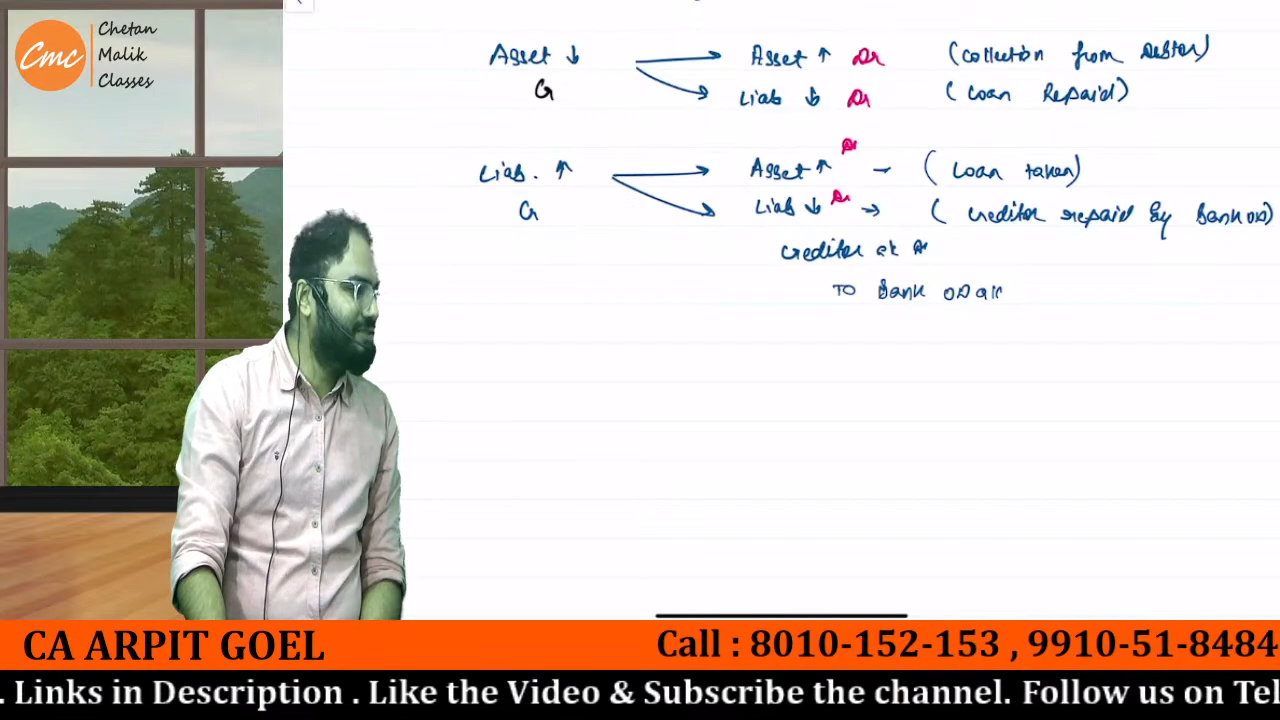 Chetan
Malik
Classes
cmc
Asset ↓ → Asset ↑ Dr (collection from Debtor)
Cr → Liab ↓ Dr (Loan Repaid)
Dr
Liab. ↑ → Asset ↑ → (Loan taken)
Cr → Liab ↓ Dr → (creditor repaid by Bank OD)
creditor a/c Dr
TO Bank OD a/c
CA ARPIT GOEL Call : 8010-152-153 , 9910-51-8484
. Links in Description . Like the Video & Subscribe the channel. Follow us on Tel